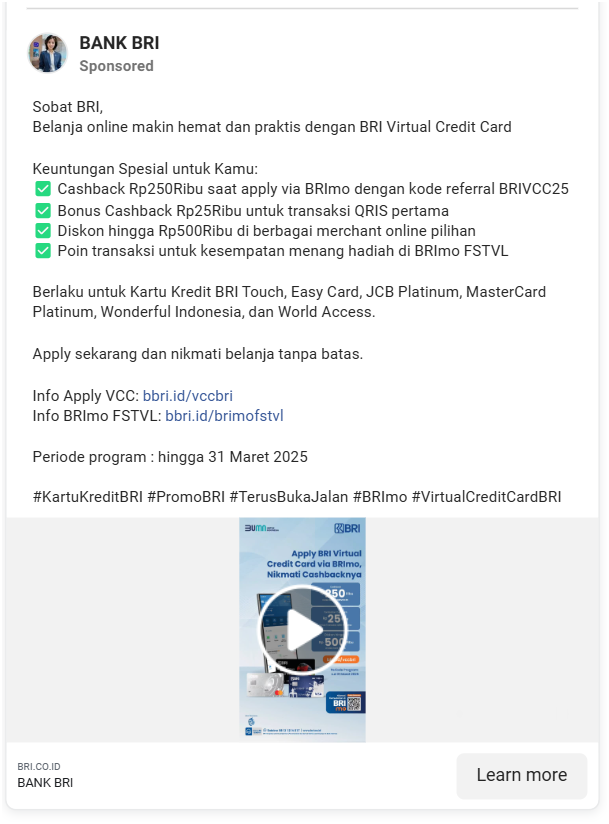 BANK BRI
Sponsored
Sobat BRI,
Belanja online makin hemat dan praktis dengan BRI Virtual Credit Card
Keuntungan Spesial untuk Kamu:
✅ Cashback Rp250Ribu saat apply via BRImo dengan kode referral BRIVCC25
✅ Bonus Cashback Rp25Ribu untuk transaksi QRIS pertama
✅ Diskon hingga Rp500Ribu di berbagai merchant online pilihan
✅ Poin transaksi untuk kesempatan menang hadiah di BRImo FSTVL
Berlaku untuk Kartu Kredit BRI Touch, Easy Card, JCB Platinum, MasterCard
Platinum, Wonderful Indonesia, dan World Access.
Apply sekarang dan nikmati belanja tanpa batas.
Info Apply VCC: bbri.id/vccbri
Info BRImo FSTVL: bbri.id/brimofstvl
Periode program : hingga 31 Maret 2025
#KartuKreditBRI #PromoBRI #TerusBukaJalan #BRImo #VirtualCreditCardBRI
BUMN
BRI
Apply BRI Virtual
Credit Card via BRImo,
Nikmati Cashbacknya
250
25
500
BRI
mo
BRI.CO.ID
BANK BRI
Learn more